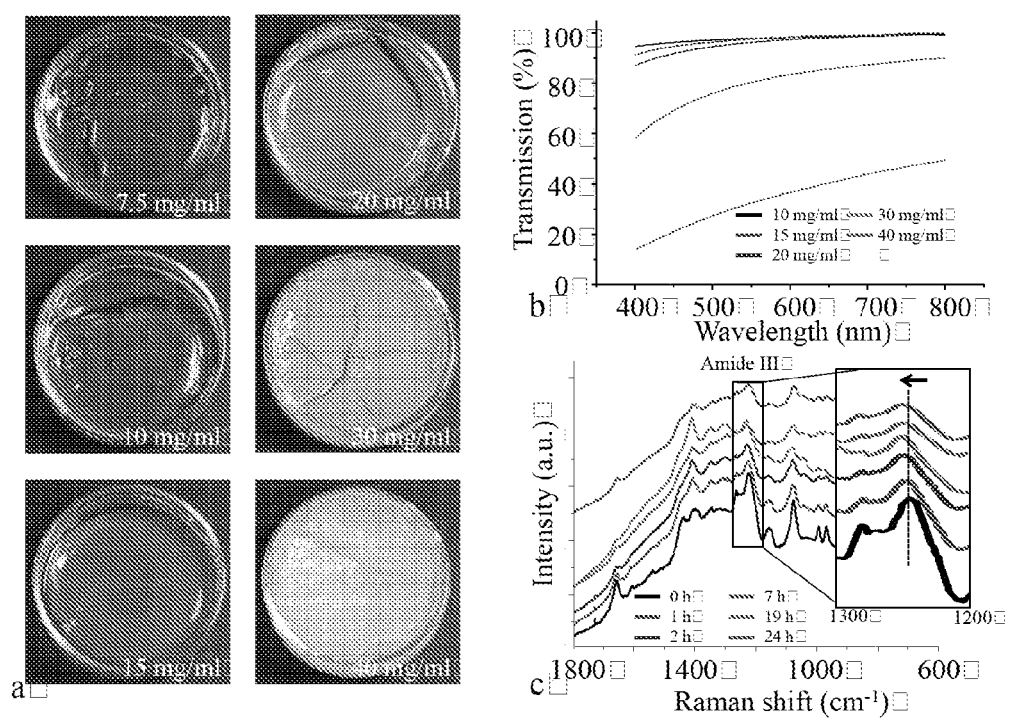 7.5 mg/ml
20 mg/ml
10 mg/ml
30 mg/ml
15 mg/ml
40 mg/ml
a
Transmission (%)
100
80
60
40
20
0
10 mg/ml
30 mg/ml
15 mg/ml
40 mg/ml
20 mg/ml
400
500
600
700
800
Wavelength (nm)
b
Amide III
Intensity (a.u.)
0 h
7 h
1 h
19 h
2 h
24 h
1300
1200
1800
1400
1000
600
Raman shift (cm⁻¹)
c